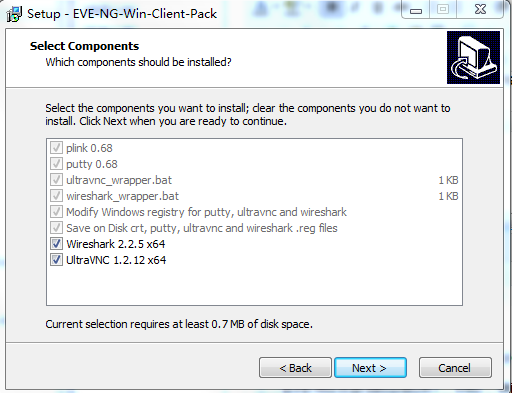 Setup - EVE-NG-Win-Client-Pack
Select Components
Which components should be installed?
Select the components you want to install; clear the components you do not want to
install. Click Next when you are ready to continue.
plink 0.68
putty 0.68
ultravnc_wrapper.bat 1 KB
wireshark_wrapper.bat 1 KB
Modify Windows registry for putty, ultravnc and wireshark
Save on Disk crt, putty, ultravnc and wireshark .reg files
Wireshark 2.2.5 x64
UltraVNC 1.2.12 x64
Current selection requires at least 0.7 MB of disk space.
< Back Next > Cancel